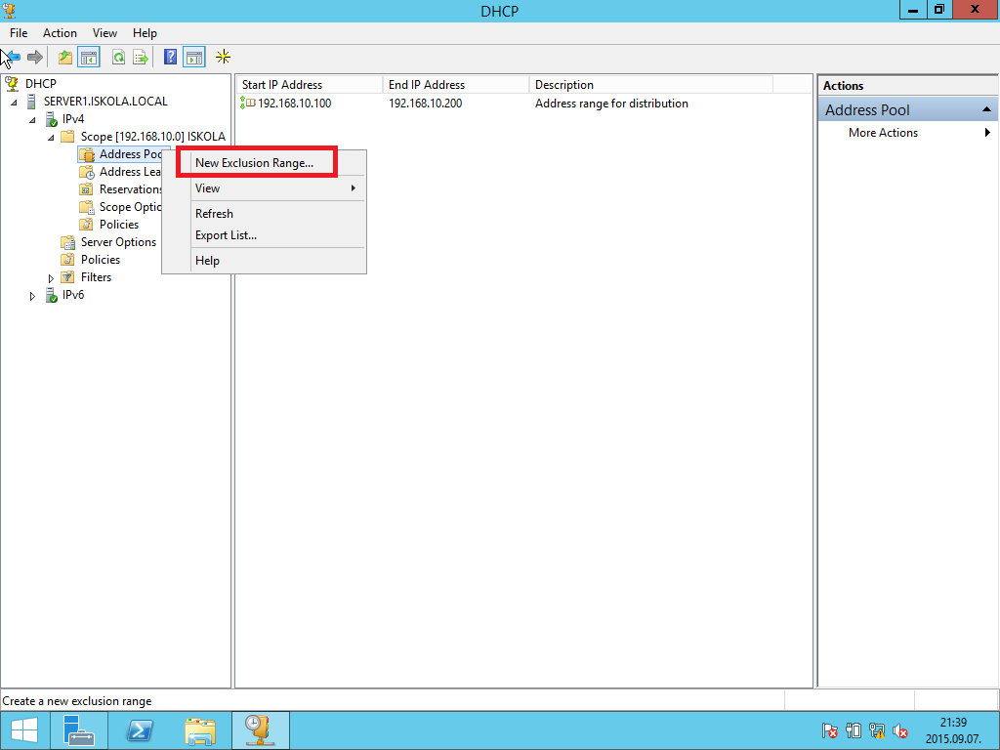 DHCP
File Action View Help
DHCP
SERVER1.ISKOLA.LOCAL
IPv4
Scope [192.168.10.0] ISKOLA
Address Poo
Address Lea
Reservations
Scope Optio
Policies
Server Options
Policies
Filters
IPv6
New Exclusion Range...
View
Refresh
Export List...
Help
Start IP Address End IP Address Description
192.168.10.100 192.168.10.200 Address range for distribution
Actions
Address Pool
More Actions
Create a new exclusion range
21:39
2015.09.07.